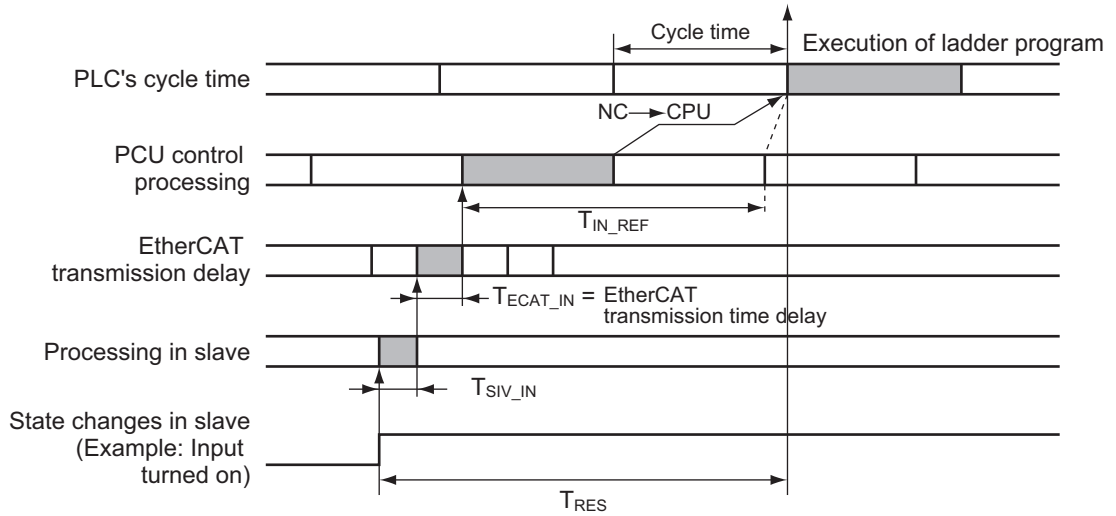 Cycle time
Execution of ladder program
PLC's cycle time
NC→CPU
PCU control
processing
T_IN_REF
EtherCAT
transmission delay
T_ECAT_IN = EtherCAT
transmission time delay
Processing in slave
T_SIV_IN
State changes in slave
(Example: Input
turned on)
T_RES